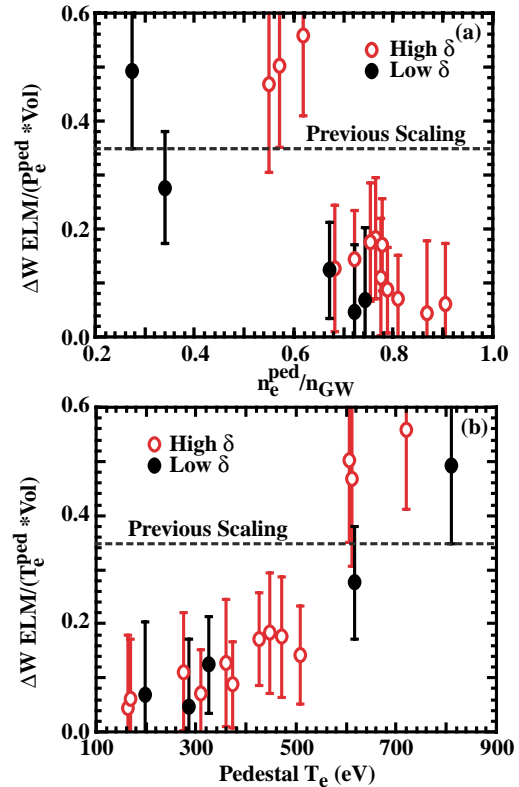 0.6
(a)
High δ
Low δ
0.4
Previous Scaling
0.2
0.0
0.2 0.4 0.6 0.8 1.0
ΔW ELM/(P_e^ped *Vol)
n_e^ped/n_GW
0.6
(b)
High δ
Low δ
0.4
Previous Scaling
0.2
0.0
100 300 500 700 900
ΔW ELM/(T_e^ped *Vol)
Pedestal T_e (eV)